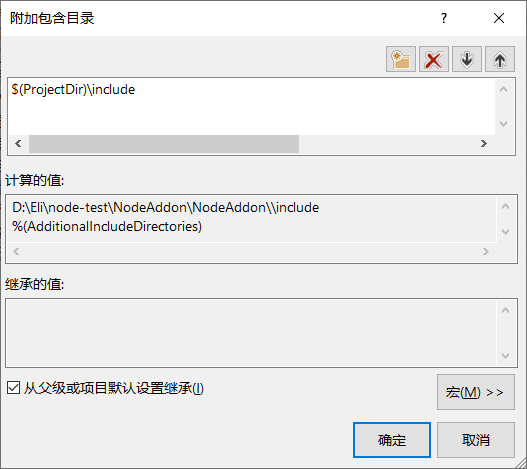 附加包含目录
$(ProjectDir)\include
计算的值:
D:\Eli\node-test\NodeAddon\NodeAddon\\include
%(AdditionalIncludeDirectories)
继承的值:
从父级或项目默认设置继承(I)
宏(M) >>
确定
取消